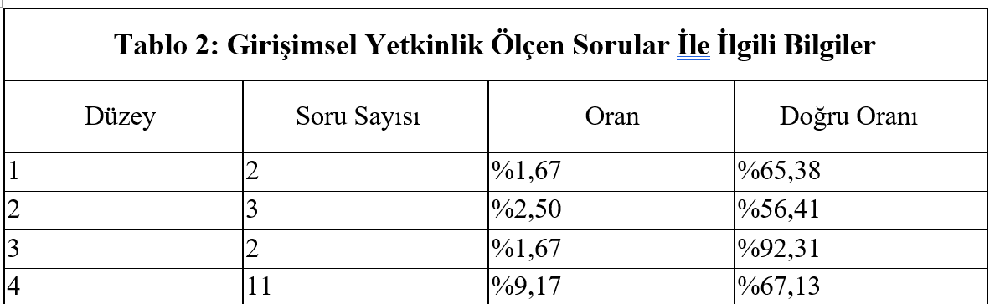 Tablo 2: Girişimsel Yetkinlik Ölçen Sorular İle İlgili Bilgiler
Düzey Soru Sayısı Oran Doğru Oranı
1 2 %1,67 %65,38
2 3 %2,50 %56,41
3 2 %1,67 %92,31
4 11 %9,17 %67,13